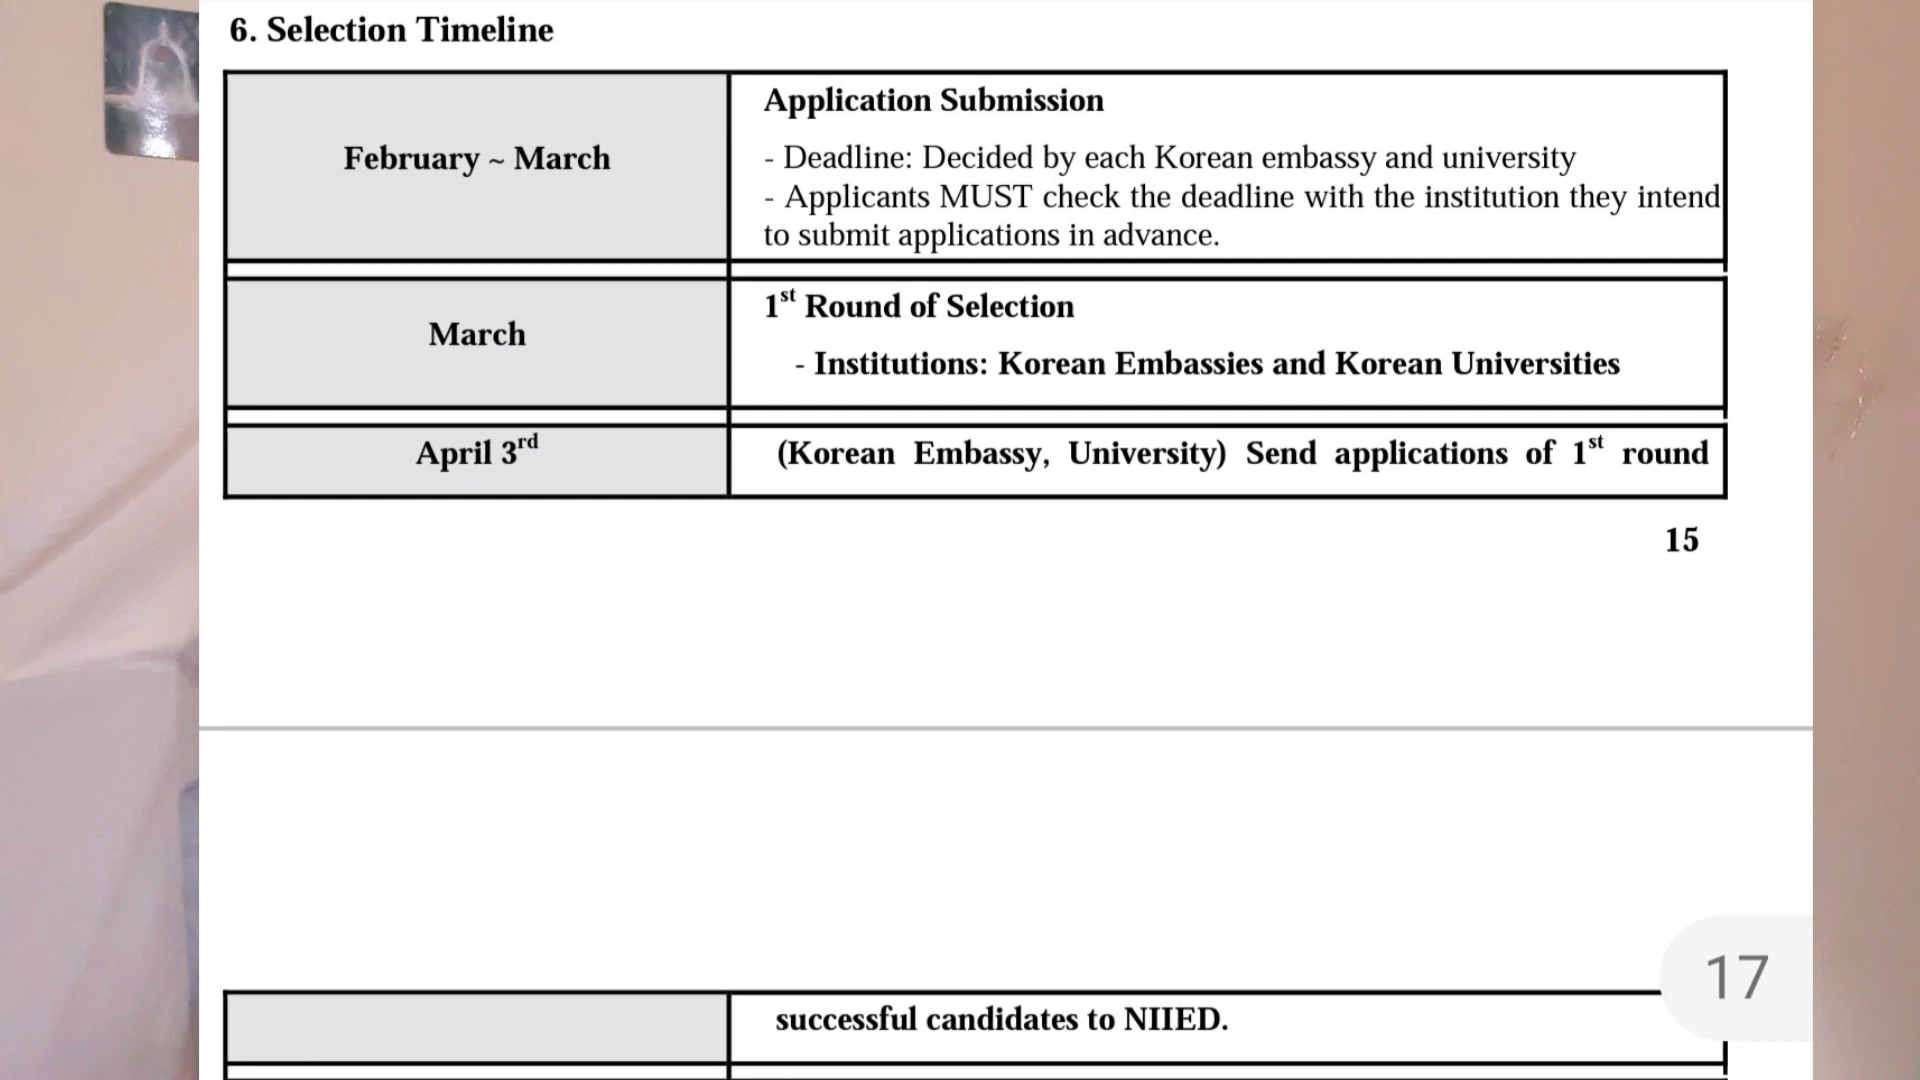 6. Selection Timeline
February ~ March
Application Submission
- Deadline: Decided by each Korean embassy and university
- Applicants MUST check the deadline with the institution they intend
to submit applications in advance.
March
1st Round of Selection
- Institutions: Korean Embassies and Korean Universities
April 3rd
(Korean Embassy, University) Send applications of 1st round
15
17
successful candidates to NIIED.